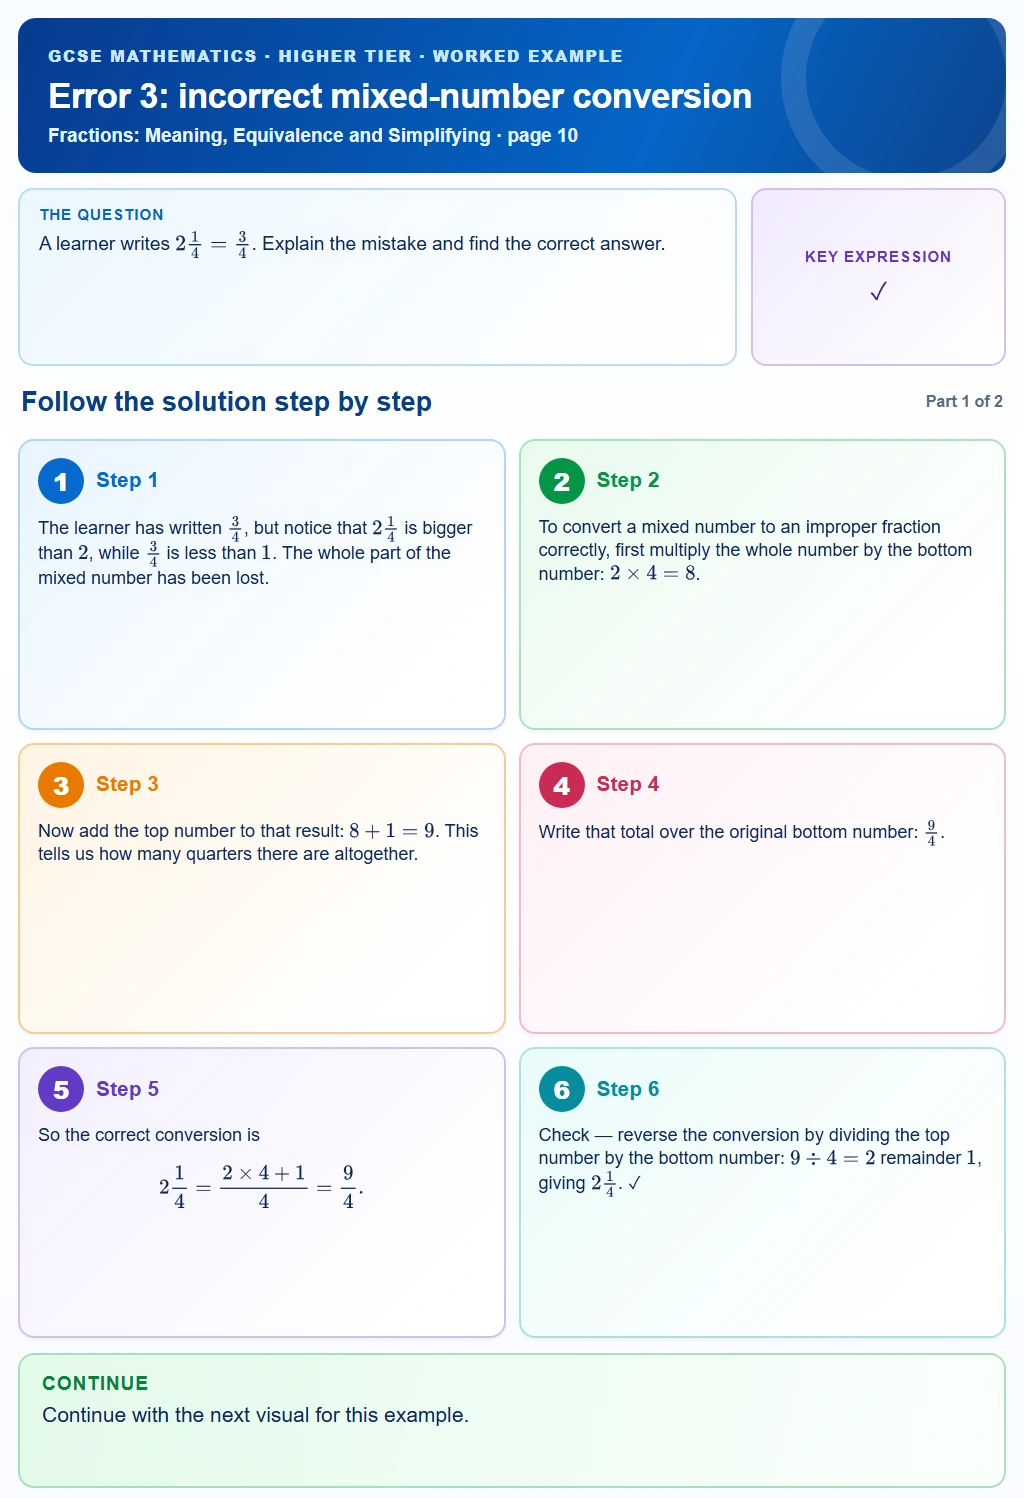 GCSE MATHEMATICS · HIGHER TIER · WORKED EXAMPLE
Error 3: incorrect mixed-number conversion
Fractions: Meaning, Equivalence and Simplifying · page 10
THE QUESTION
A learner writes 2 1/4 = 3/4. Explain the mistake and find the correct answer.
KEY EXPRESSION
✓
Follow the solution step by step
Part 1 of 2
1 Step 1
The learner has written 3/4, but notice that 2 1/4 is bigger
than 2, while 3/4 is less than 1. The whole part of the
mixed number has been lost.
2 Step 2
To convert a mixed number to an improper fraction
correctly, first multiply the whole number by the bottom
number: 2 × 4 = 8.
3 Step 3
Now add the top number to that result: 8 + 1 = 9. This
tells us how many quarters there are altogether.
4 Step 4
Write that total over the original bottom number: 9/4.
5 Step 5
So the correct conversion is
2 1/4 = (2 × 4 + 1)/4 = 9/4.
6 Step 6
Check — reverse the conversion by dividing the top
number by the bottom number: 9 ÷ 4 = 2 remainder 1,
giving 2 1/4. ✓
CONTINUE
Continue with the next visual for this example.